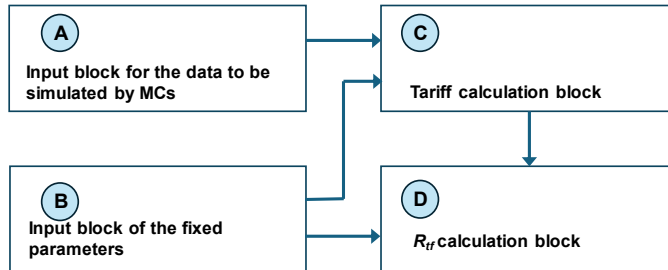 A
Input block for the data to be
simulated by MCs
C
Tariff calculation block
B
Input block of the fixed
parameters
D
Rtf calculation block